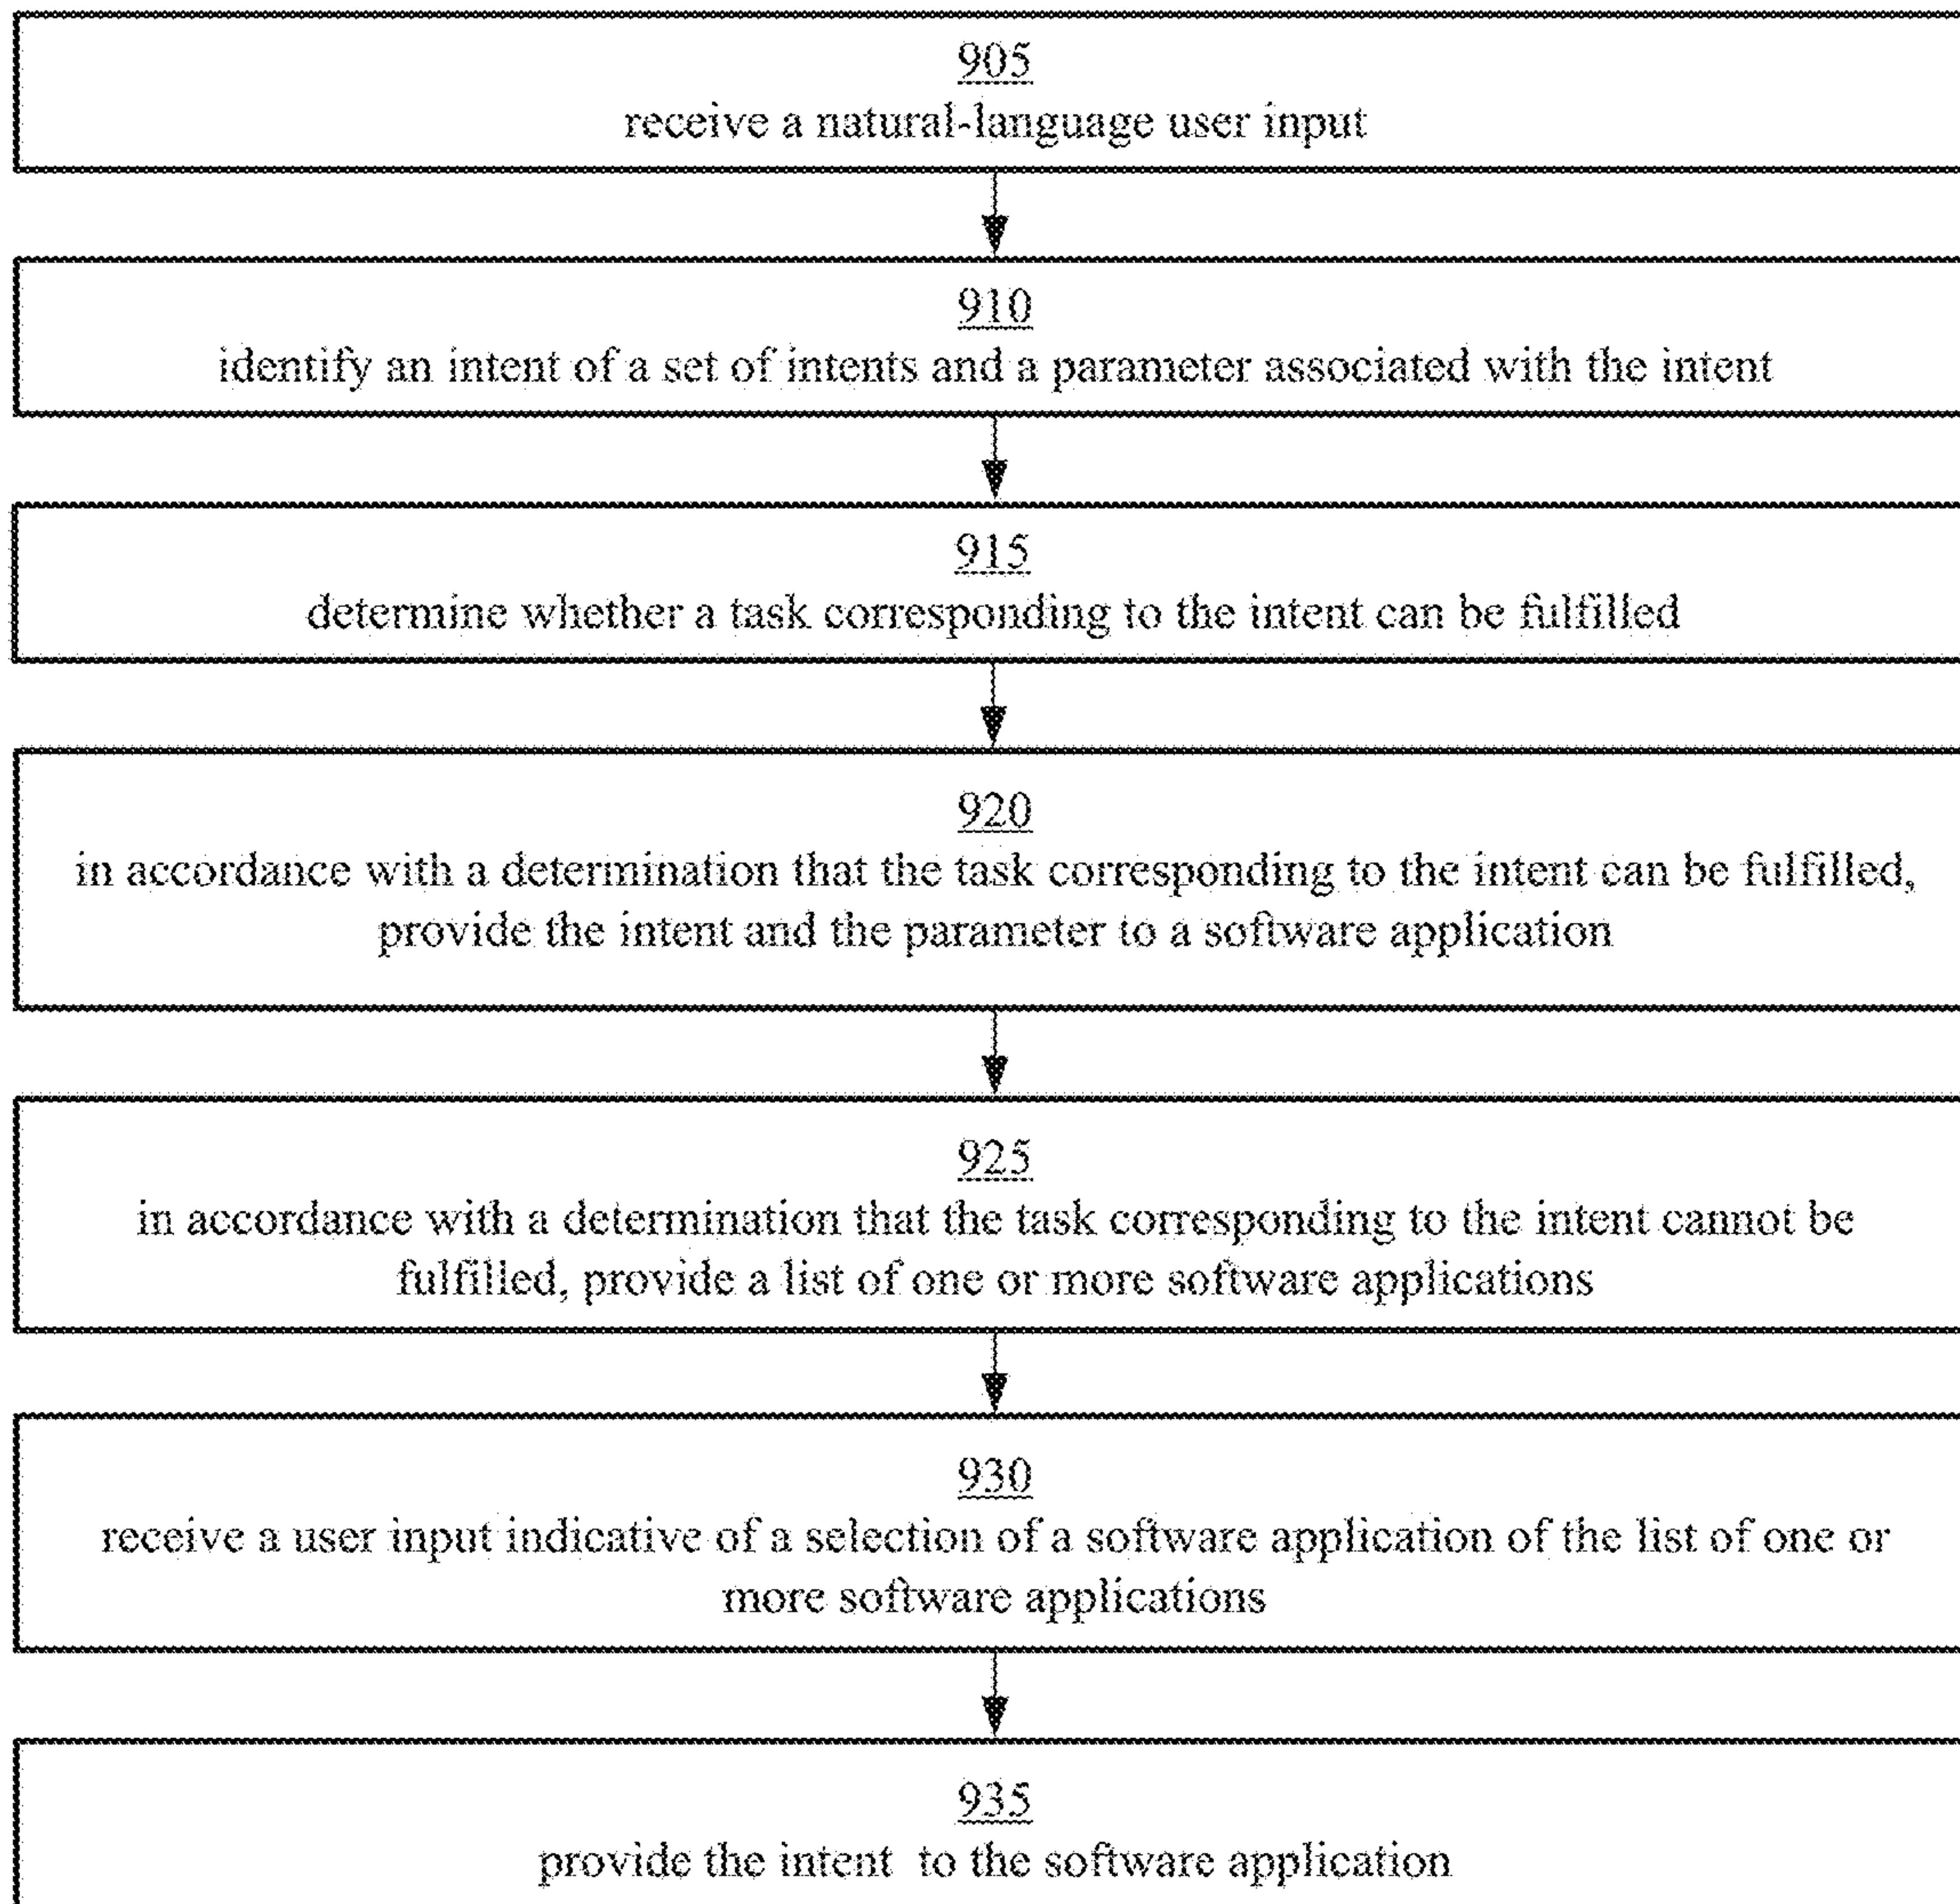 905
receive a natural-language user input
910
identify an intent of a set of intents and a parameter associated with the intent
915
determine whether a task corresponding to the intent can be fulfilled
920
in accordance with a determination that the task corresponding to the intent can be fulfilled,
provide the intent and the parameter to a software application
925
in accordance with a determination that the task corresponding to the intent cannot be
fulfilled, provide a list of one or more software applications
930
receive a user input indicative of a selection of a software application of the list of one or
more software applications
935
provide the intent to the software application